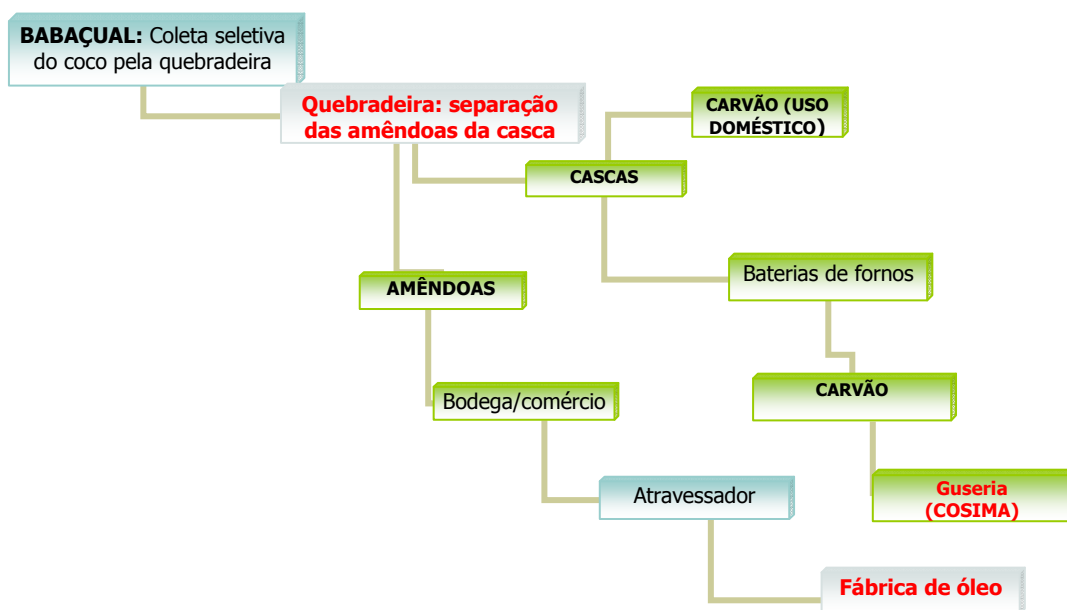 BABAÇUAL: Coleta seletiva
do coco pela quebradeira
Quebradeira: separação
das amêndoas da casca
CARVÃO (USO
DOMÉSTICO)
CASCAS
Baterias de fornos
AMÊNDOAS
CARVÃO
Bodega/comércio
Atravessador
Guseria
(COSIMA)
Fábrica de óleo